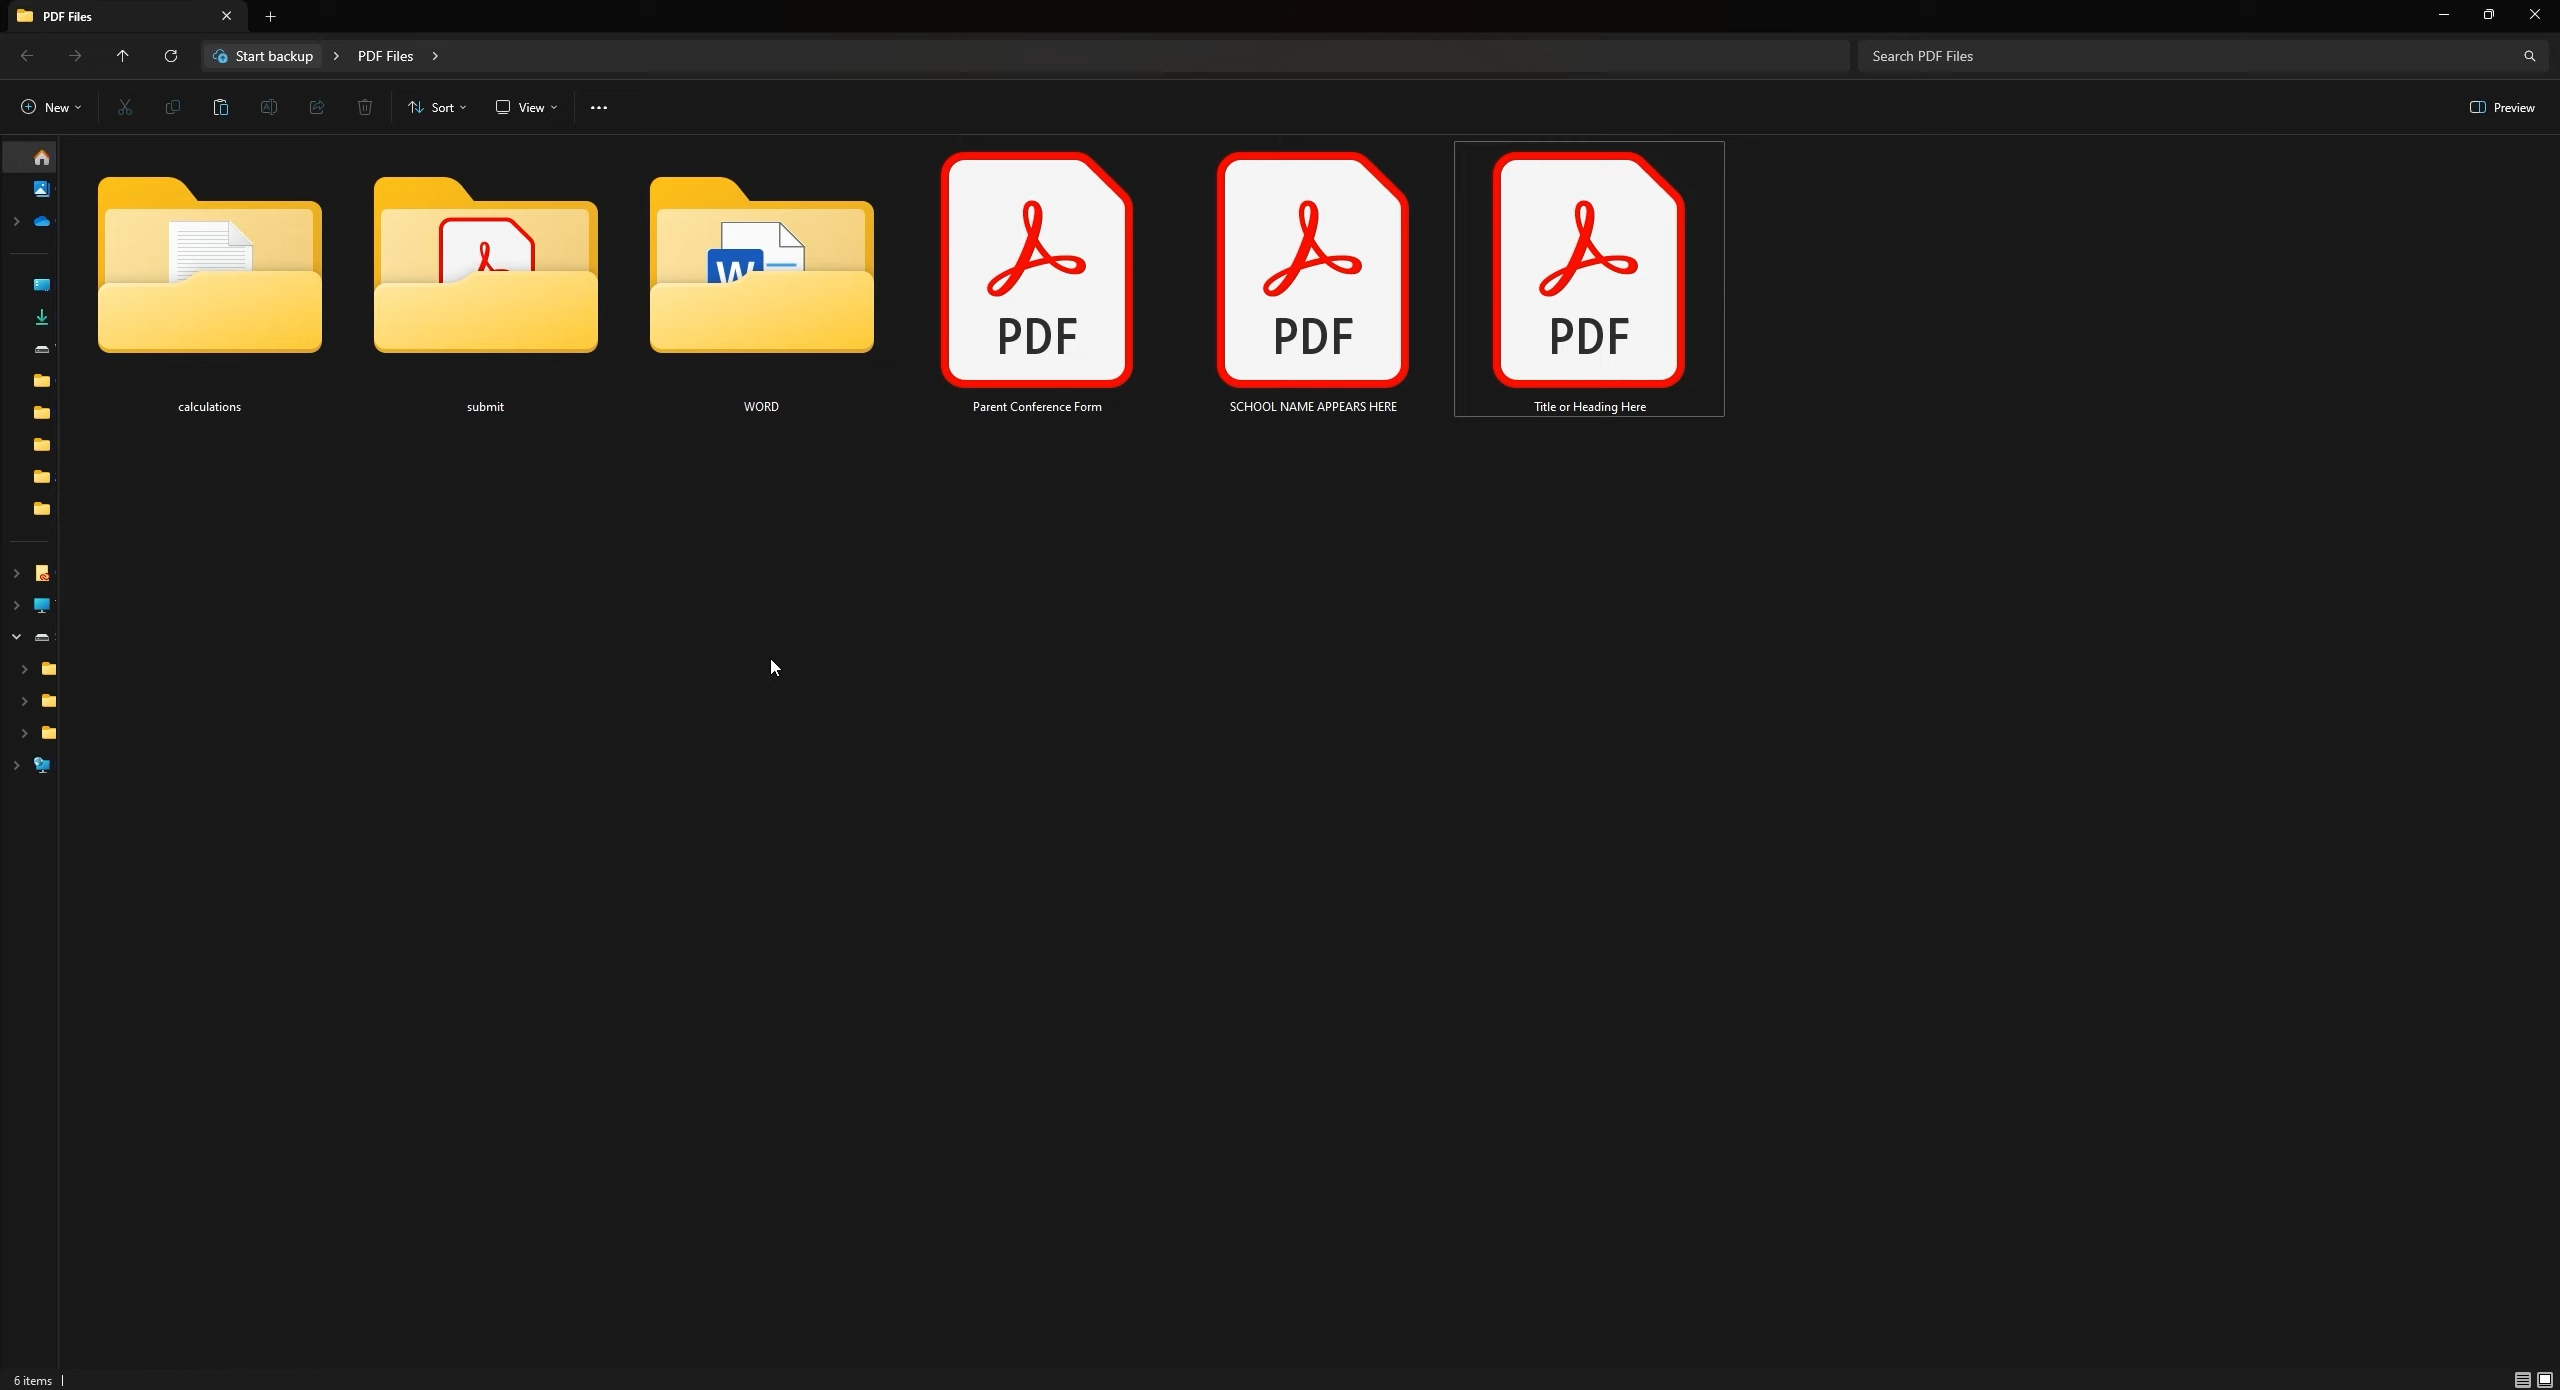 PDF Files
Start backup
PDF Files
Search PDF Files
New
Sort
View
Preview
W
PDF
PDF
PDF
calculations
submit
WORD
Parent Conference Form
SCHOOL NAME APPEARS HERE
Title or Heading Here
6 items